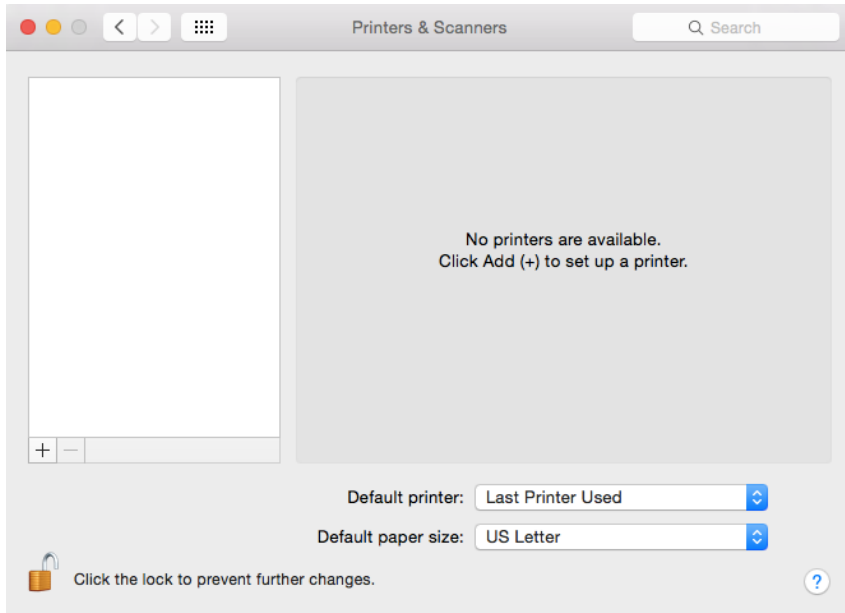 Printers & Scanners
Search
No printers are available.
Click Add (+) to set up a printer.
+ −
Default printer: Last Printer Used
Default paper size: US Letter
Click the lock to prevent further changes.
?